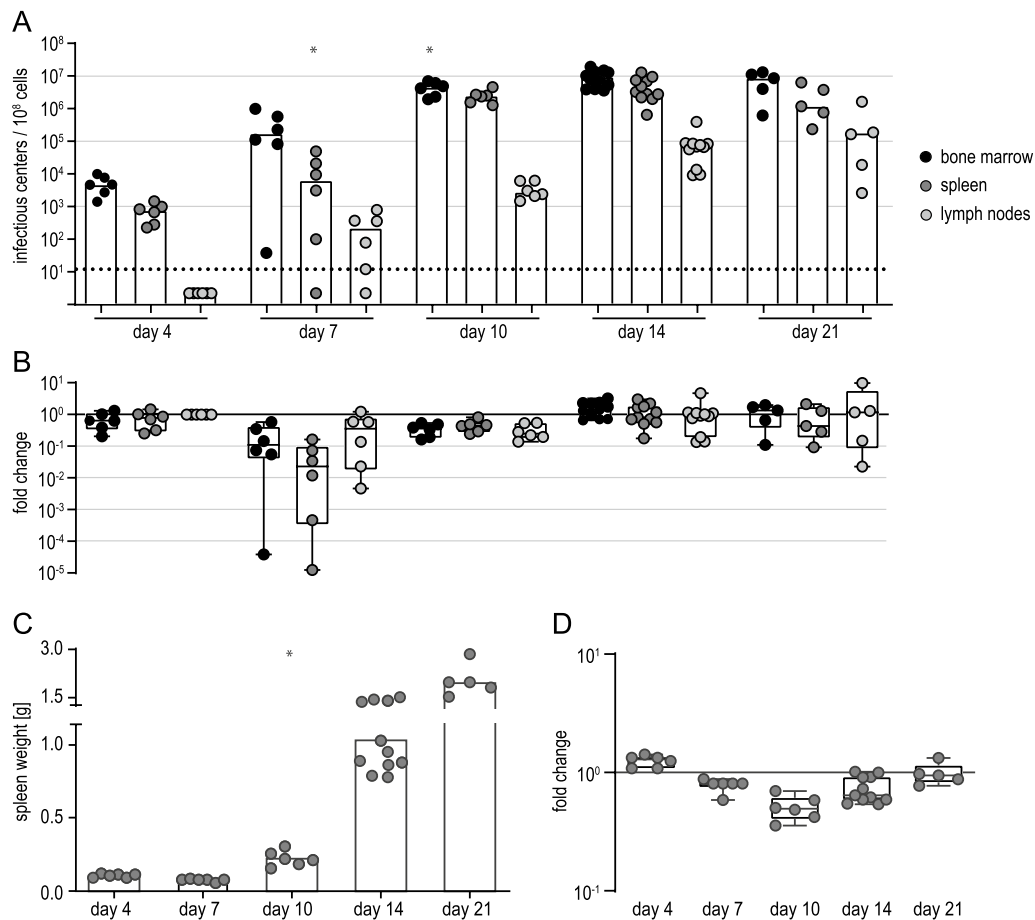 A
infectious centers / 10⁸ cells
10⁸
10⁷
10⁶
10⁵
10⁴
10³
10²
10¹
* *
day 4 day 7 day 10 day 14 day 21
bone marrow
spleen
lymph nodes
B
fold change
10¹
10⁰
10⁻¹
10⁻²
10⁻³
10⁻⁴
10⁻⁵
C
spleen weight [g]
3.0
1.5
1.0
0.5
0.0
*
day 4 day 7 day 10 day 14 day 21
D
fold change
10¹
10⁰
10⁻¹
day 4 day 7 day 10 day 14 day 21